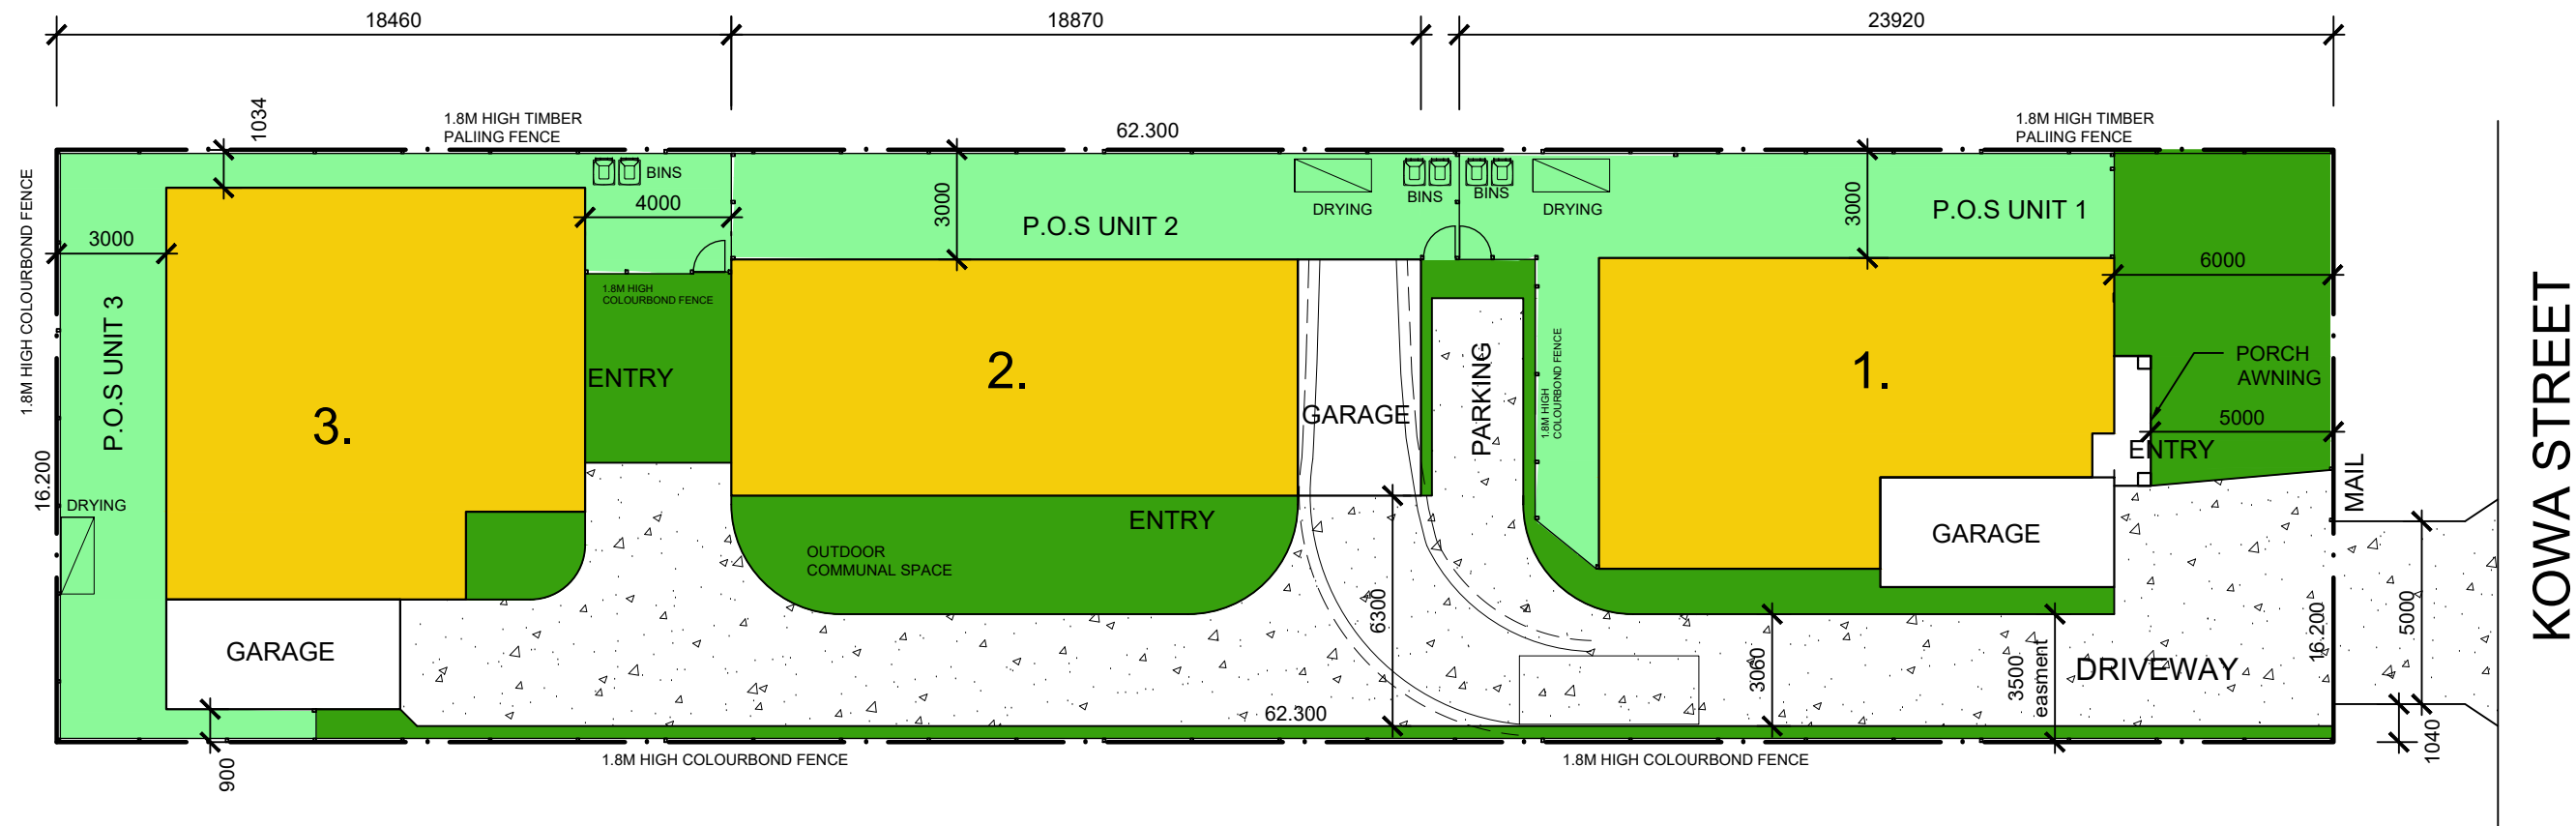 18460
18870
23920
1034
1.8M HIGH TIMBER
PALIING FENCE
62.300
1.8M HIGH TIMBER
PALIING FENCE
1.8M HIGH COLOURBOND FENCE
BINS
4000
3000
P.O.S UNIT 2
DRYING
BINS
BINS
DRYING
3000
P.O.S UNIT 1
3000
6000
1.8M HIGH
COLOURBOND FENCE
P.O.S UNIT 3
ENTRY
2.
GARAGE
PARKING
1.8M HIGH
COLOURBOND FENCE
1.
PORCH
AWNING
5000
ENTRY
KOWA STREET
3.
16.200
DRYING
ENTRY
MAIL
GARAGE
OUTDOOR
COMMUNAL SPACE
6300
GARAGE
3060
3500
easment
DRIVEWAY
16.200
5000
62.300
1040
900
1.8M HIGH COLOURBOND FENCE
1.8M HIGH COLOURBOND FENCE